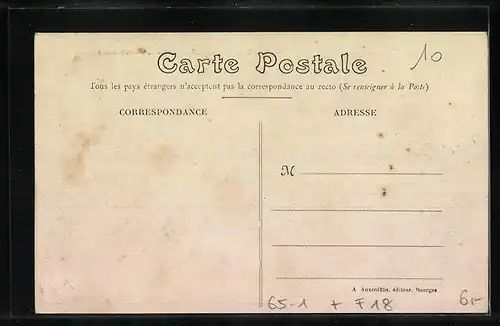 10
Carte Postale
Tous les pays étrangers n'acceptent pas la correspondance au recto (Se renseigner à la Poste)
CORRESPONDANCE ADRESSE
M
A Auxenfans, éditeur, Bourges
65-1 + F18 6,-